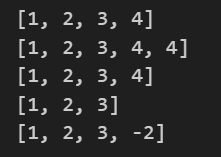 [1, 2, 3, 4]
[1, 2, 3, 4, 4]
[1, 2, 3, 4]
[1, 2, 3]
[1, 2, 3, -2]